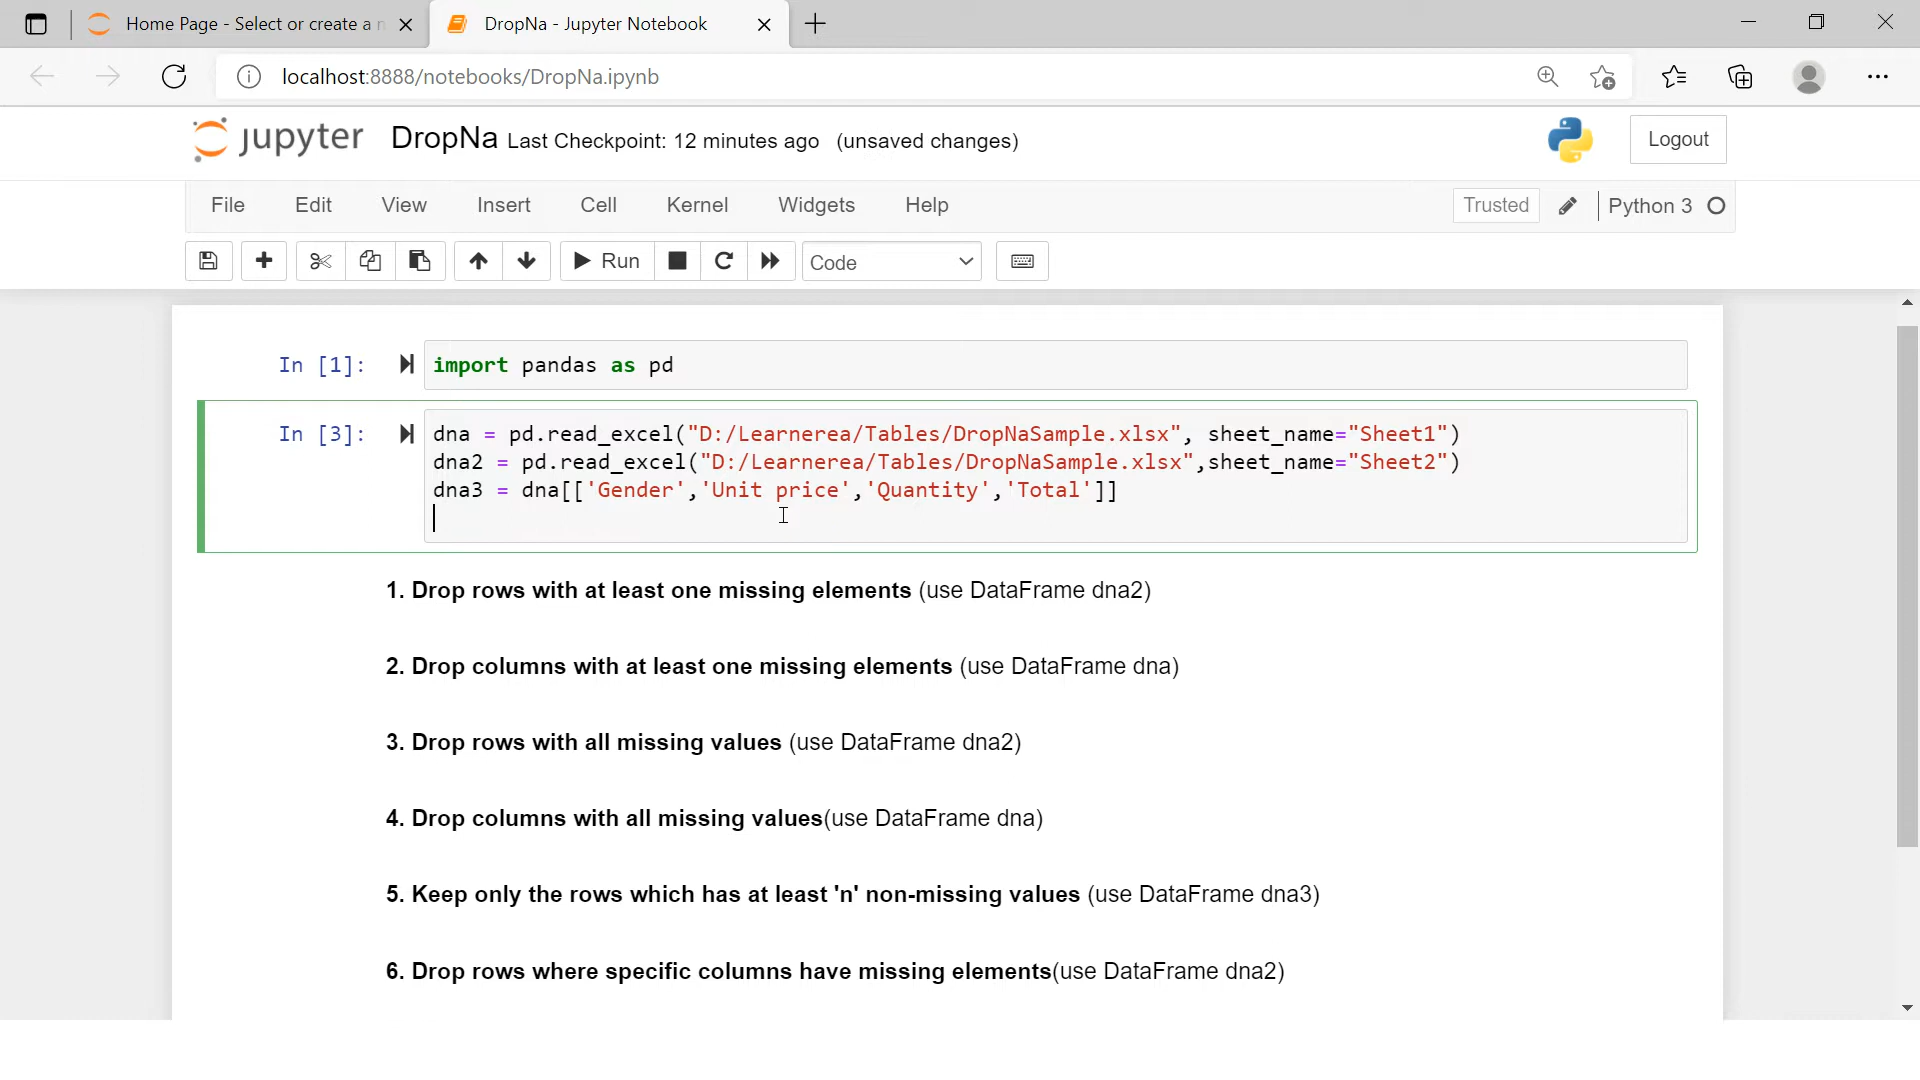 Home Page - Select or create a n
DropNa - Jupyter Notebook
localhost:8888/notebooks/DropNa.ipynb
jupyter DropNa Last Checkpoint: 12 minutes ago (unsaved changes)
Logout
File Edit View Insert Cell Kernel Widgets Help
Trusted Python 3
Run Code
In [1]: import pandas as pd
In [3]: dna = pd.read_excel("D:/Learnerea/Tables/DropNaSample.xlsx", sheet_name="Sheet1")
dna2 = pd.read_excel("D:/Learnerea/Tables/DropNaSample.xlsx",sheet_name="Sheet2")
dna3 = dna[['Gender','Unit price','Quantity','Total']]
1. Drop rows with at least one missing elements (use DataFrame dna2)
2. Drop columns with at least one missing elements (use DataFrame dna)
3. Drop rows with all missing values (use DataFrame dna2)
4. Drop columns with all missing values(use DataFrame dna)
5. Keep only the rows which has at least 'n' non-missing values (use DataFrame dna3)
6. Drop rows where specific columns have missing elements(use DataFrame dna2)